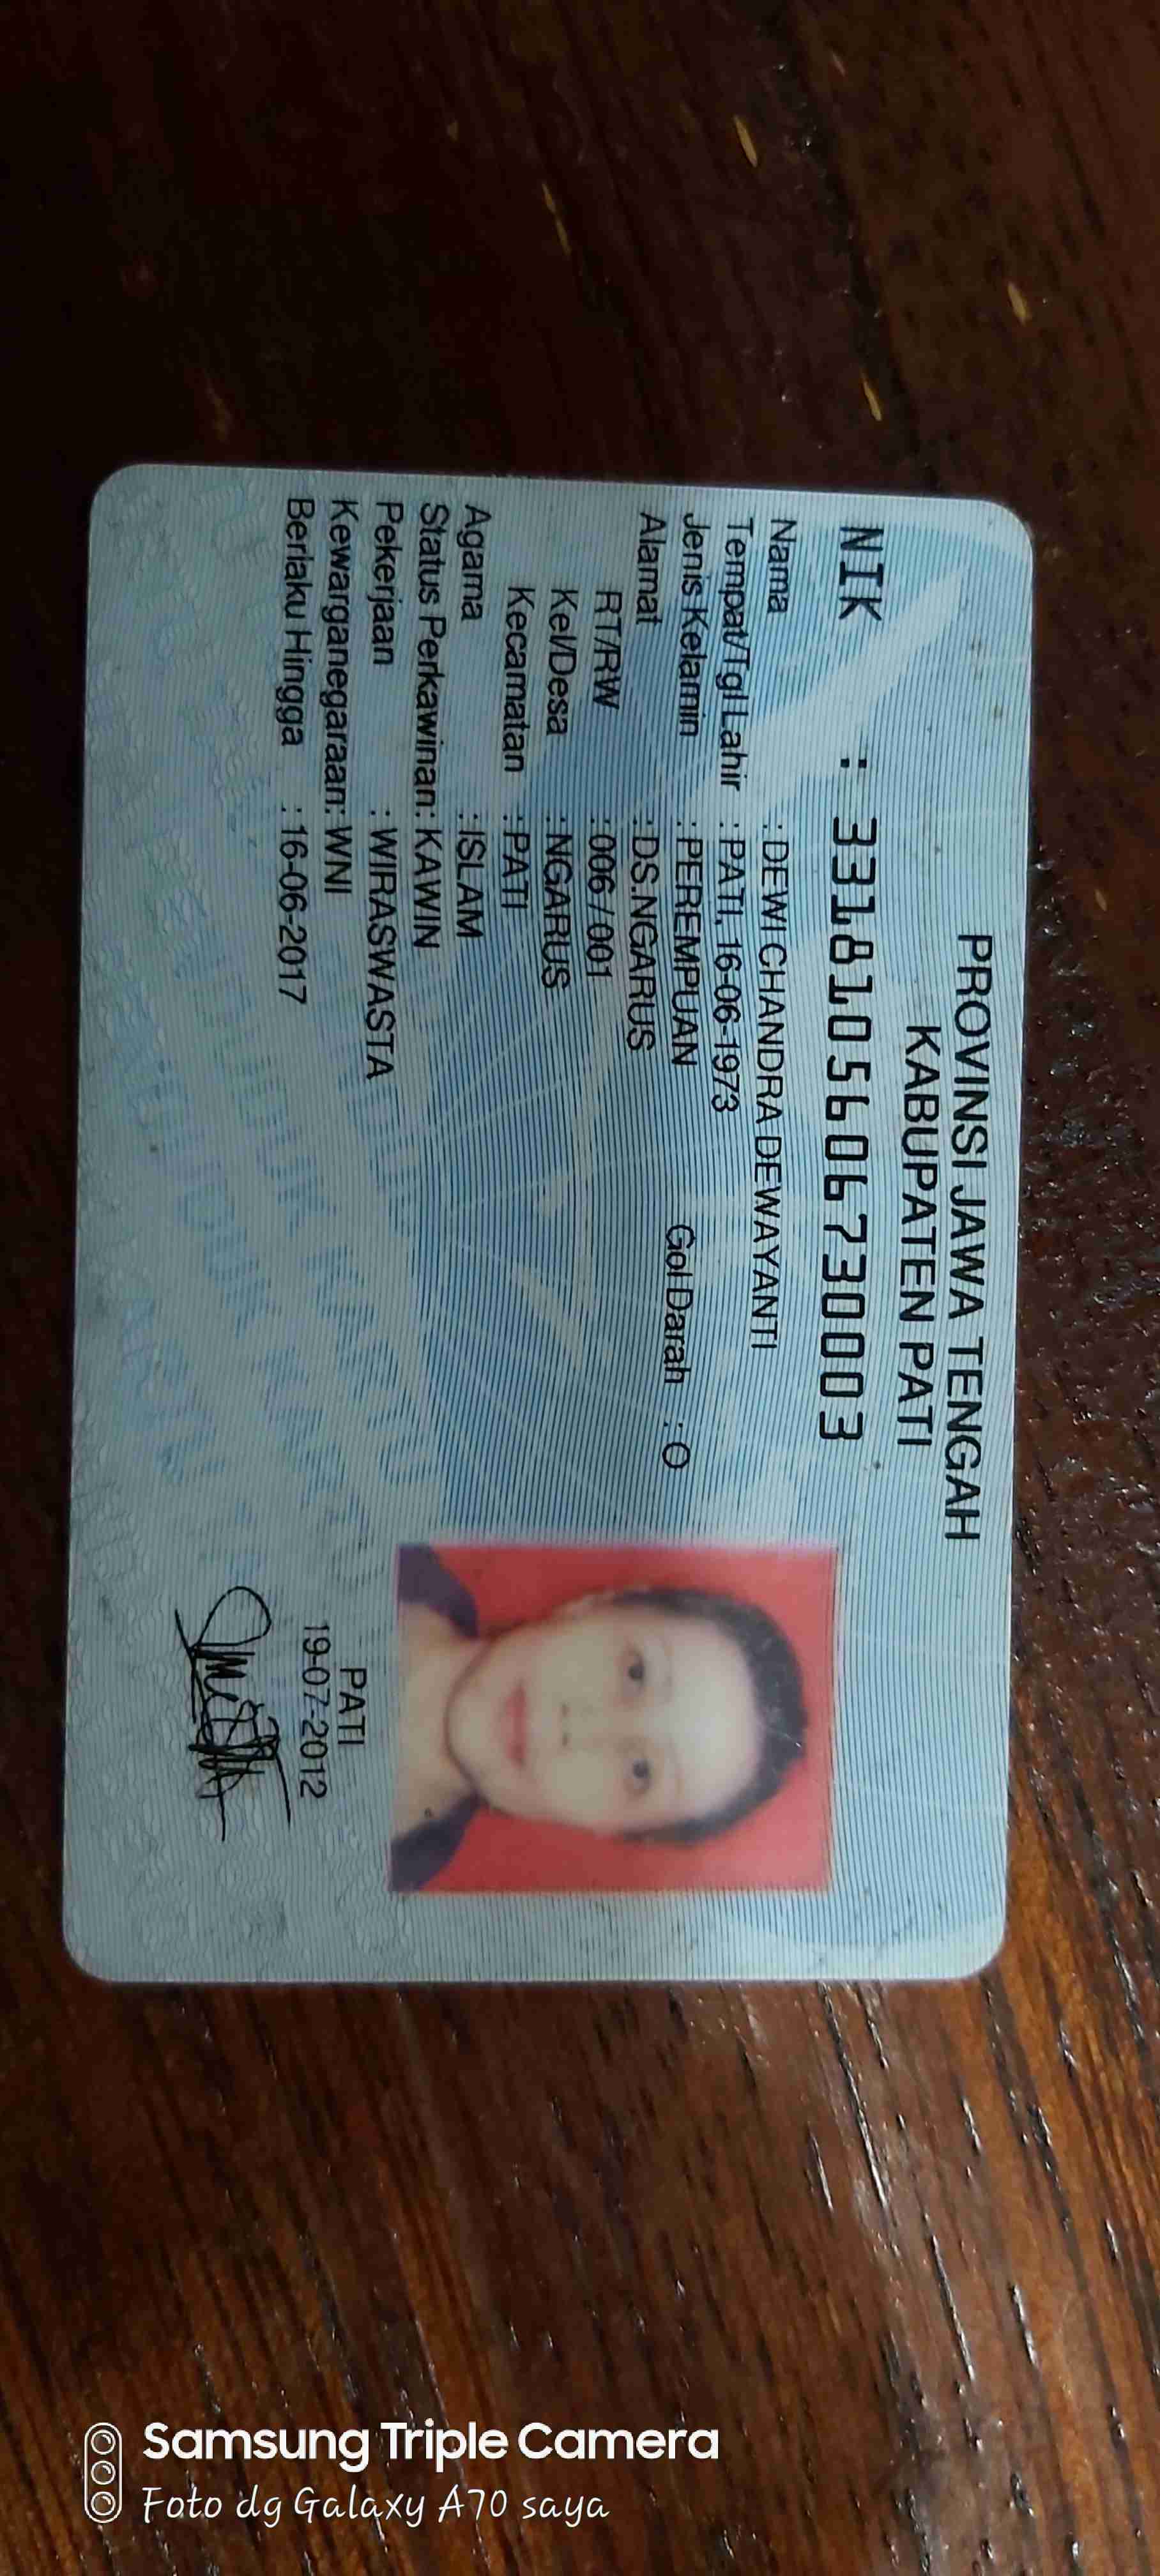 PROVINSI JAWA TENGAH
KABUPATEN PATI
NIK : 3318105606730003
Nama : DEWI CHANDRA DEWAYANTI
Tempat/Tgl Lahir : PATI, 16-06-1973
Jenis Kelamin : PEREMPUAN Gol Darah : O
Alamat : DS.NGARUS
RT/RW : 006 / 001
Kel/Desa : NGARUS
Kecamatan : PATI
Agama : ISLAM
Status Perkawinan: KAWIN
Pekerjaan : WIRASWASTA
Kewarganegaraan: WNI
Berlaku Hingga : 16-06-2017
PATI
19-07-2012
Samsung Triple Camera
Foto dg Galaxy A70 saya